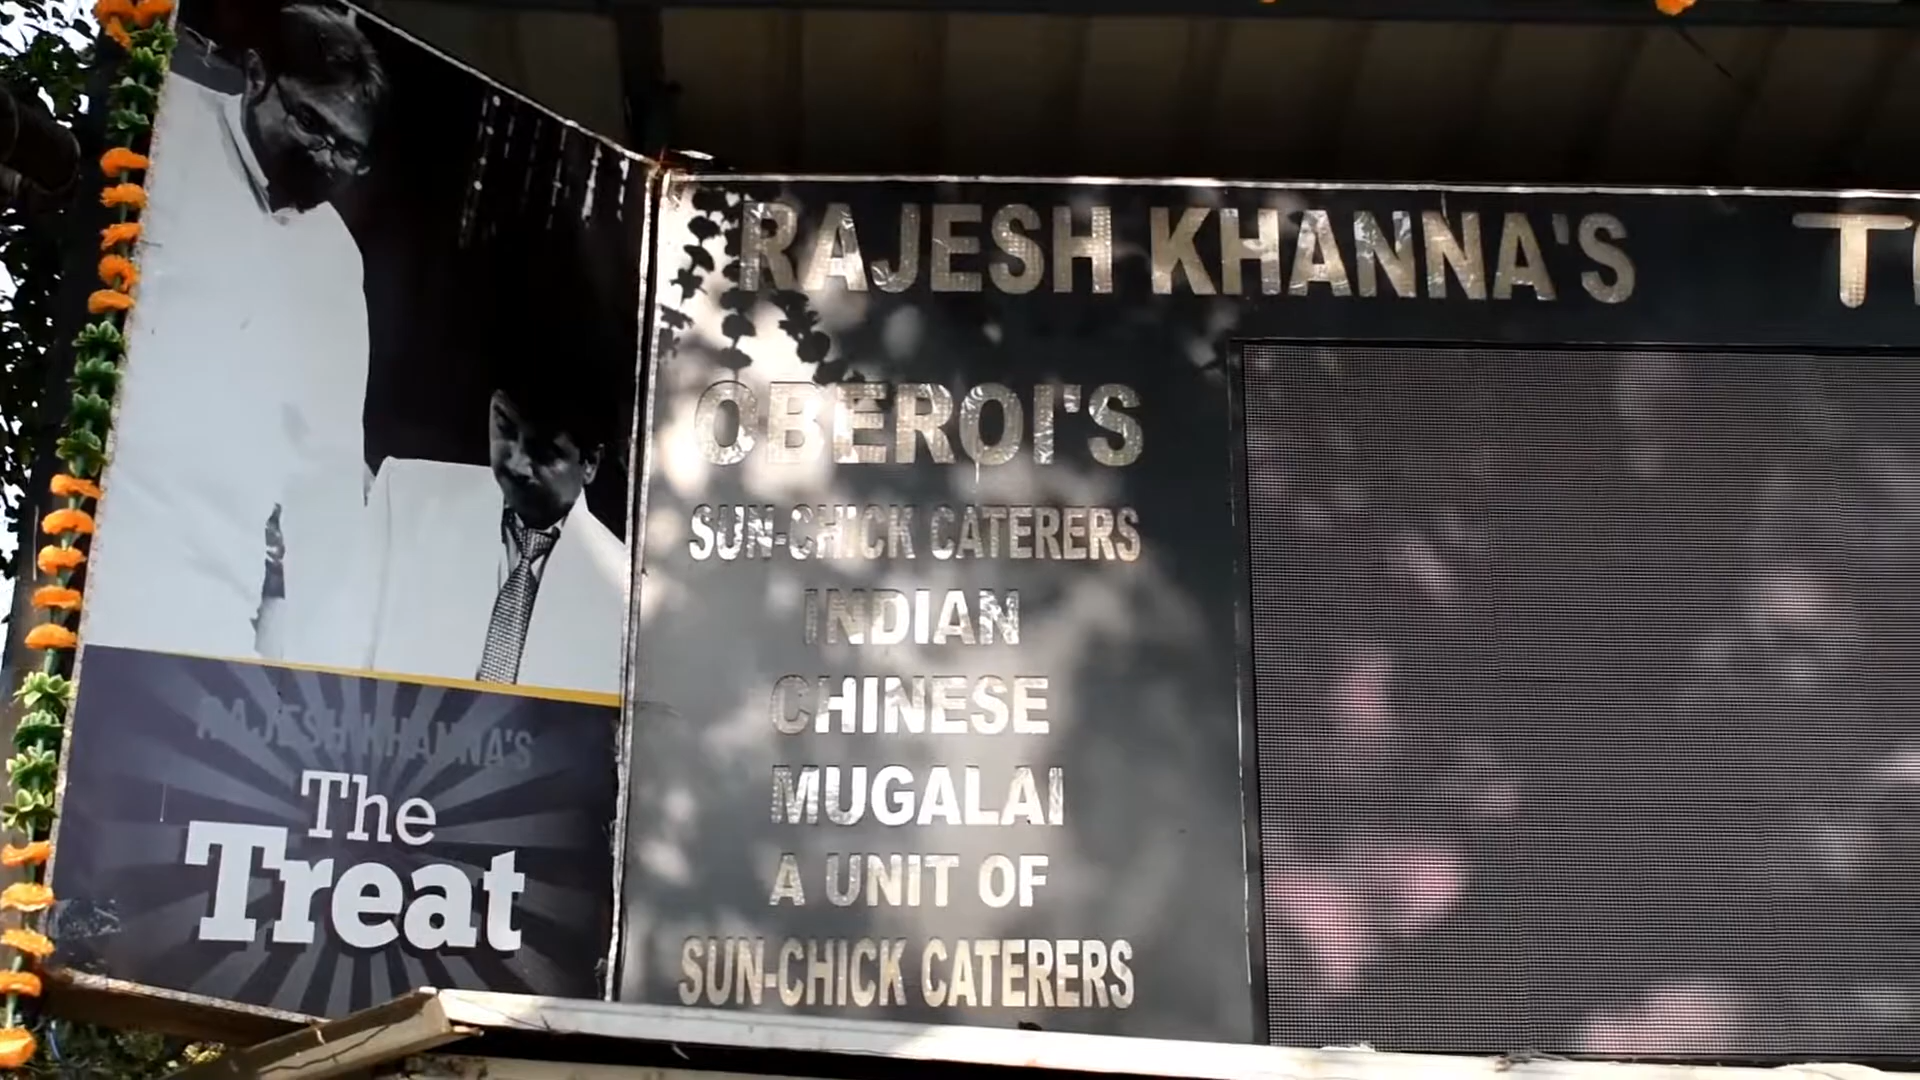 RAJESH KHANNA'S
The
Treat
RAJESH KHANNA'S
OBEROI'S
SUN-CHICK CATERERS
INDIAN
CHINESE
MUGALAI
A UNIT OF
SUN-CHICK CATERERS